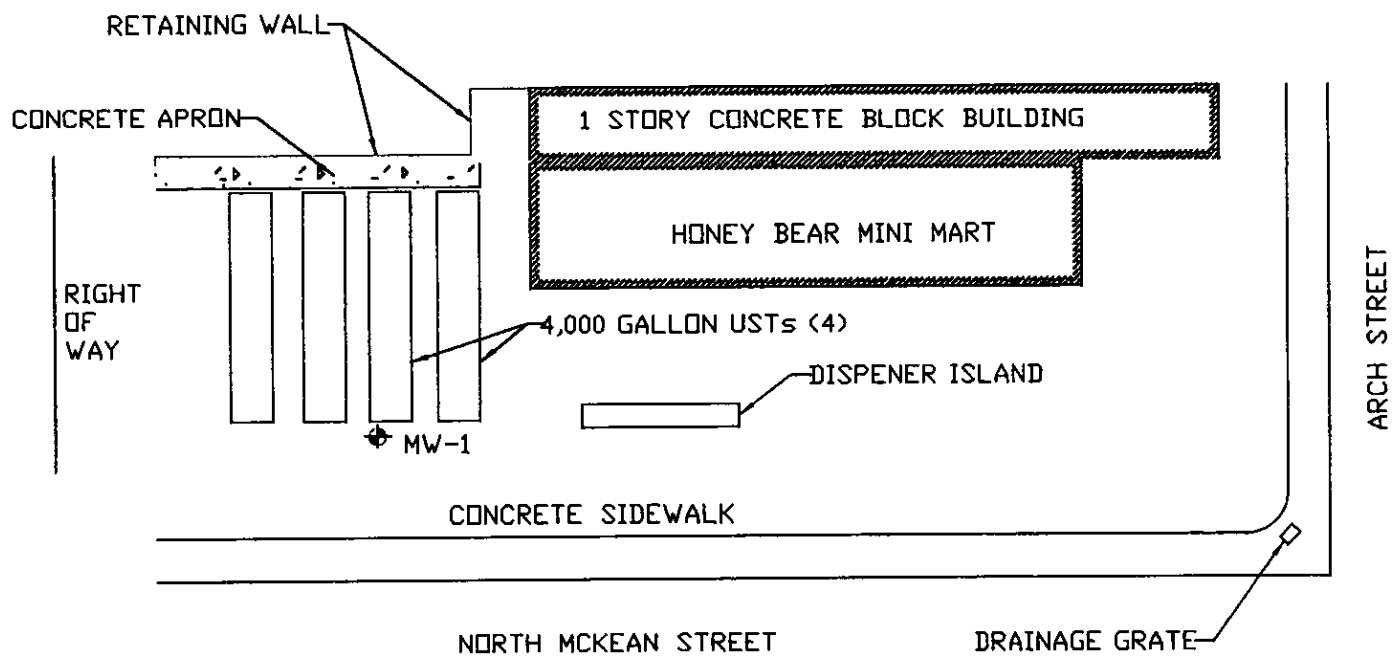 RETAINING WALL
CONCRETE APRON
1 STORY CONCRETE BLOCK BUILDING
HONEY BEAR MINI MART
RIGHT
OF
WAY
4,000 GALLON USTs (4)
DISPENER ISLAND
ARCH STREET
MW-1
CONCRETE SIDEWALK
NORTH MCKEAN STREET
DRAINAGE GRATE